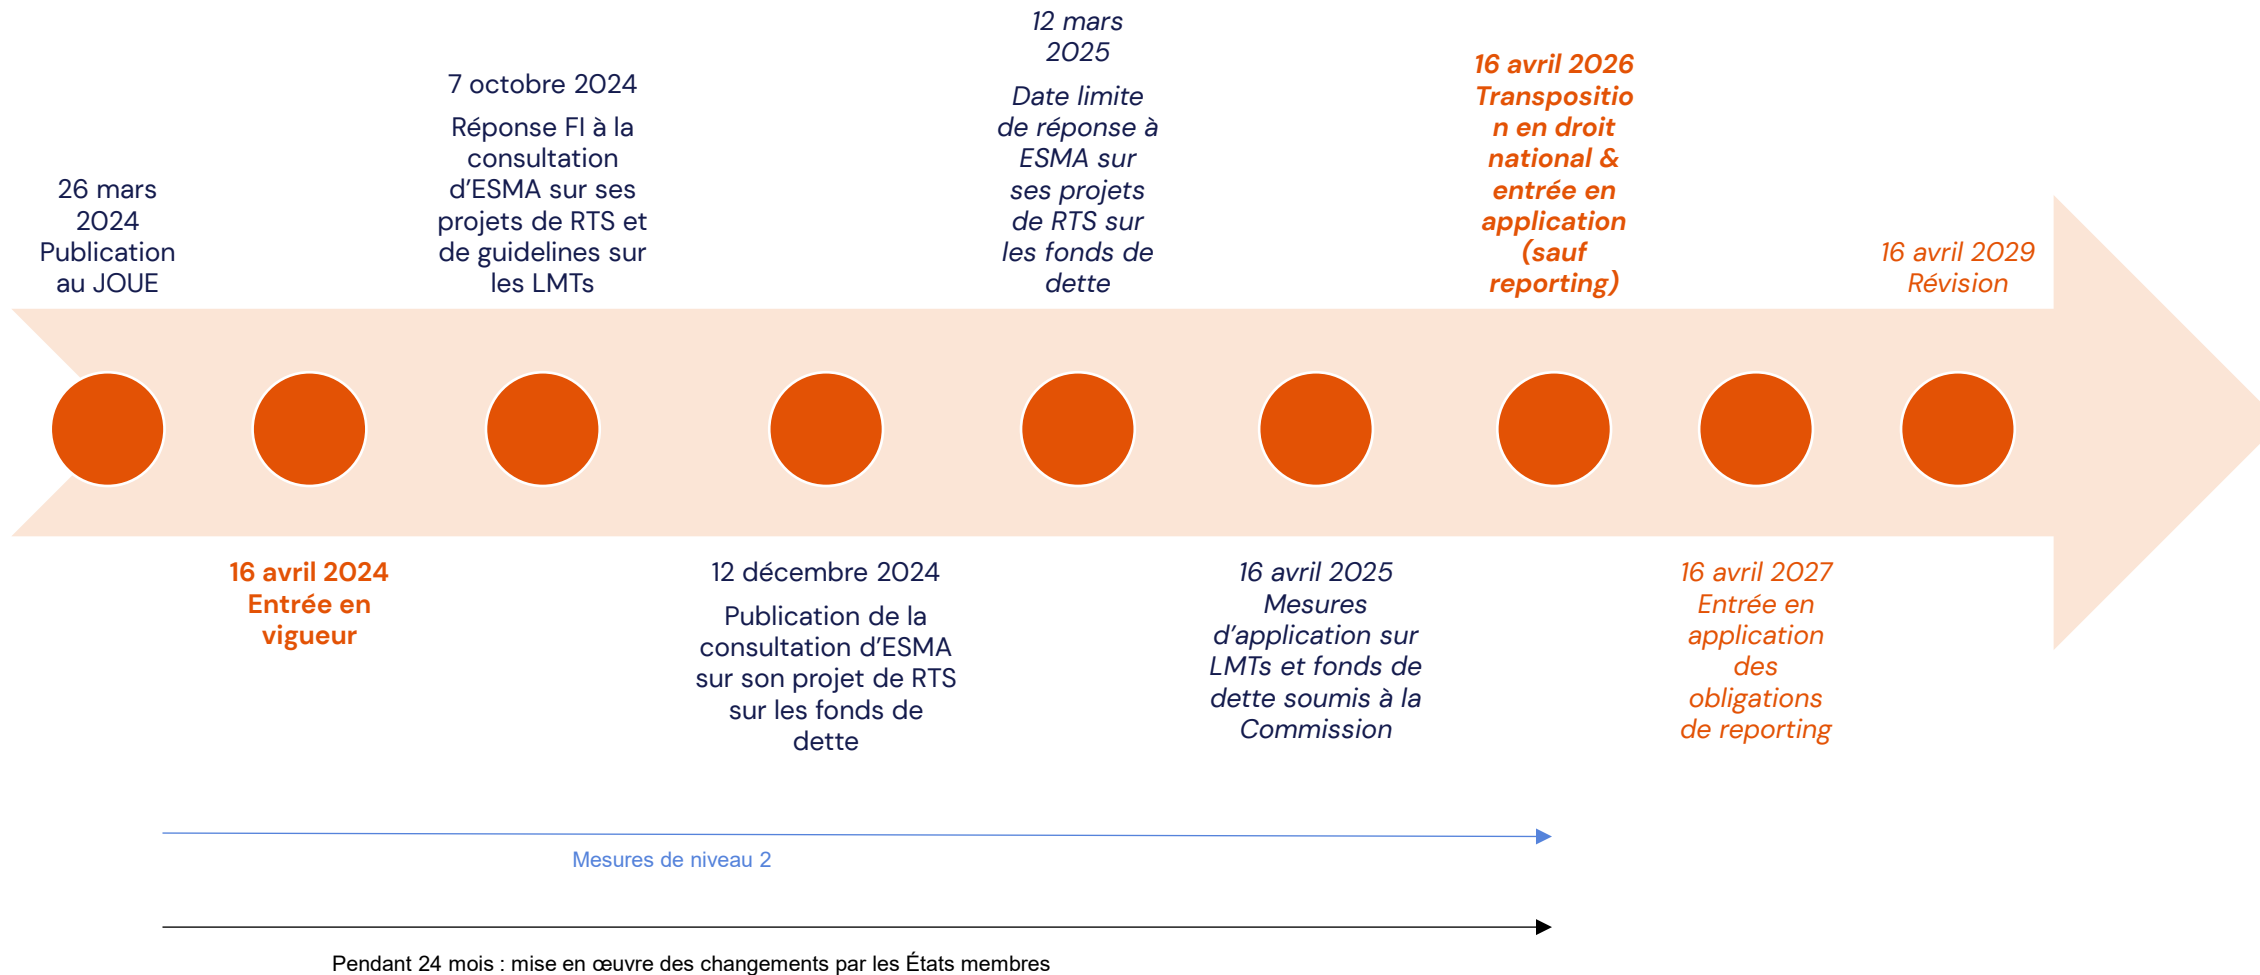 26 mars
2024
Publication
au JOUE
16 avril 2024
Entrée en
vigueur
7 octobre 2024
Réponse FI à la
consultation
d'ESMA sur ses
projets de RTS et
de guidelines sur
les LMTs
12 décembre 2024
Publication de la
consultation d'ESMA
sur son projet de RTS
sur les fonds de
dette
12 mars
2025
Date limite
de réponse à
ESMA sur
ses projets
de RTS sur
les fonds de
dette
16 avril 2025
Mesures
d'application sur
LMTs et fonds de
dette soumis à la
Commission
16 avril 2026
Transpositio
n en droit
national &
entrée en
application
(sauf
reporting)
16 avril 2027
Entrée en
application
des
obligations
de reporting
16 avril 2029
Révision
Mesures de niveau 2
Pendant 24 mois : mise en œuvre des changements par les États membres